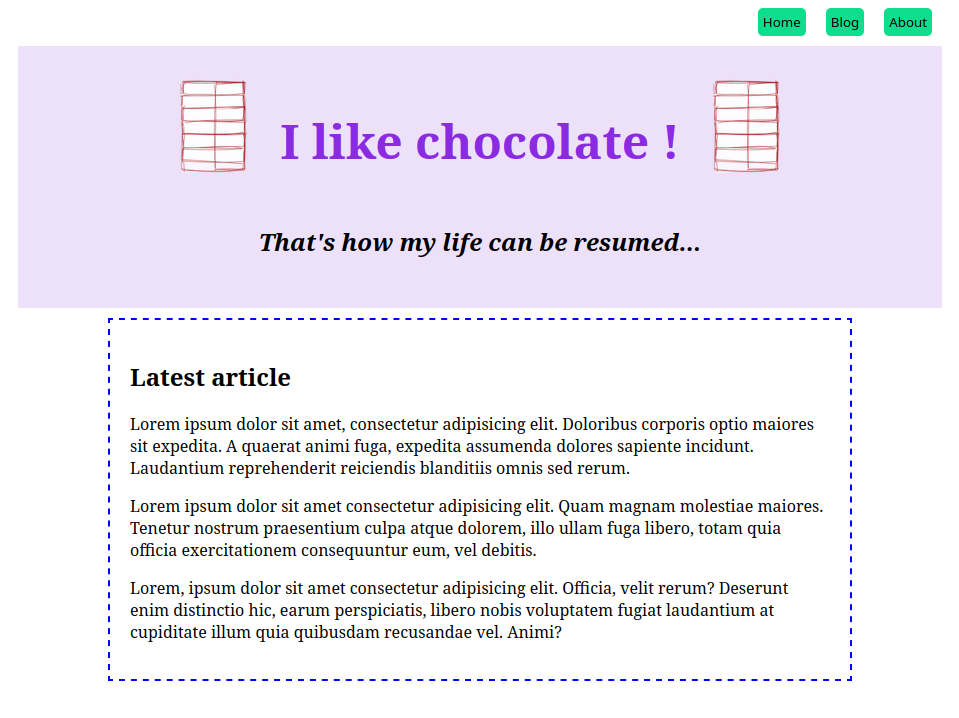 Home Blog About
I like chocolate !
That's how my life can be resumed...
Latest article
Lorem ipsum dolor sit amet, consectetur adipisicing elit. Doloribus corporis optio maiores
sit expedita. A quaerat animi fuga, expedita assumenda dolores sapiente incidunt.
Laudantium reprehenderit reiciendis blanditiis omnis sed rerum.
Lorem ipsum dolor sit amet consectetur adipisicing elit. Quam magnam molestiae maiores.
Tenetur nostrum praesentium culpa atque dolorem, illo ullam fuga libero, totam quia
officia exercitationem consequuntur eum, vel debitis.
Lorem, ipsum dolor sit amet consectetur adipisicing elit. Officia, velit rerum? Deserunt
enim distinctio hic, earum perspiciatis, libero nobis voluptatem fugiat laudantium at
cupiditate illum quia quibusdam recusandae vel. Animi?